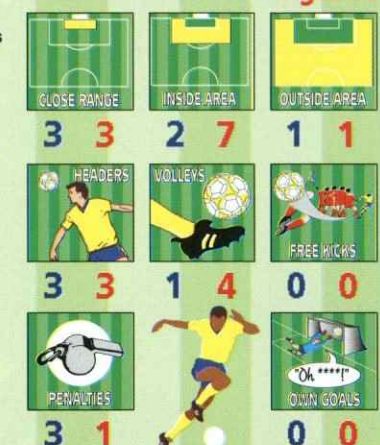 CLOSE RANGE INSIDE AREA OUTSIDE AREA
3 3 2 7 1 1
HEADERS VOLLEYS FREE KICKS
3 3 1 4 0 0
PENALTIES "Oh ****!" OWN GOALS
3 1 0 0